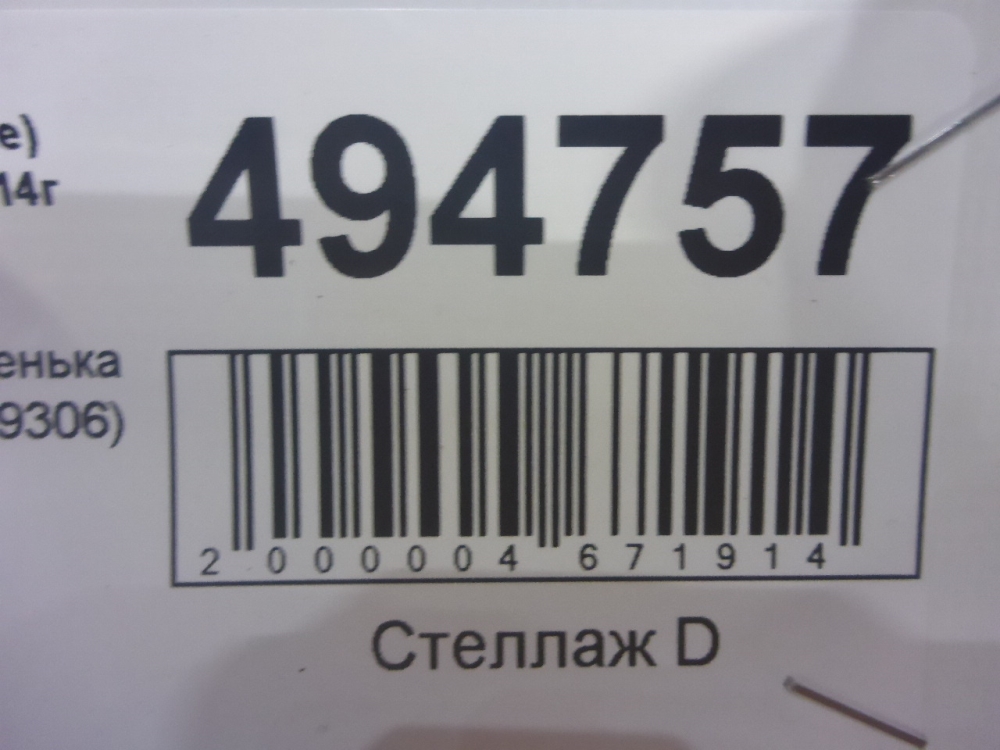 494757
е)
14г
енька
9306)
2 000004 671914
Стеллаж D